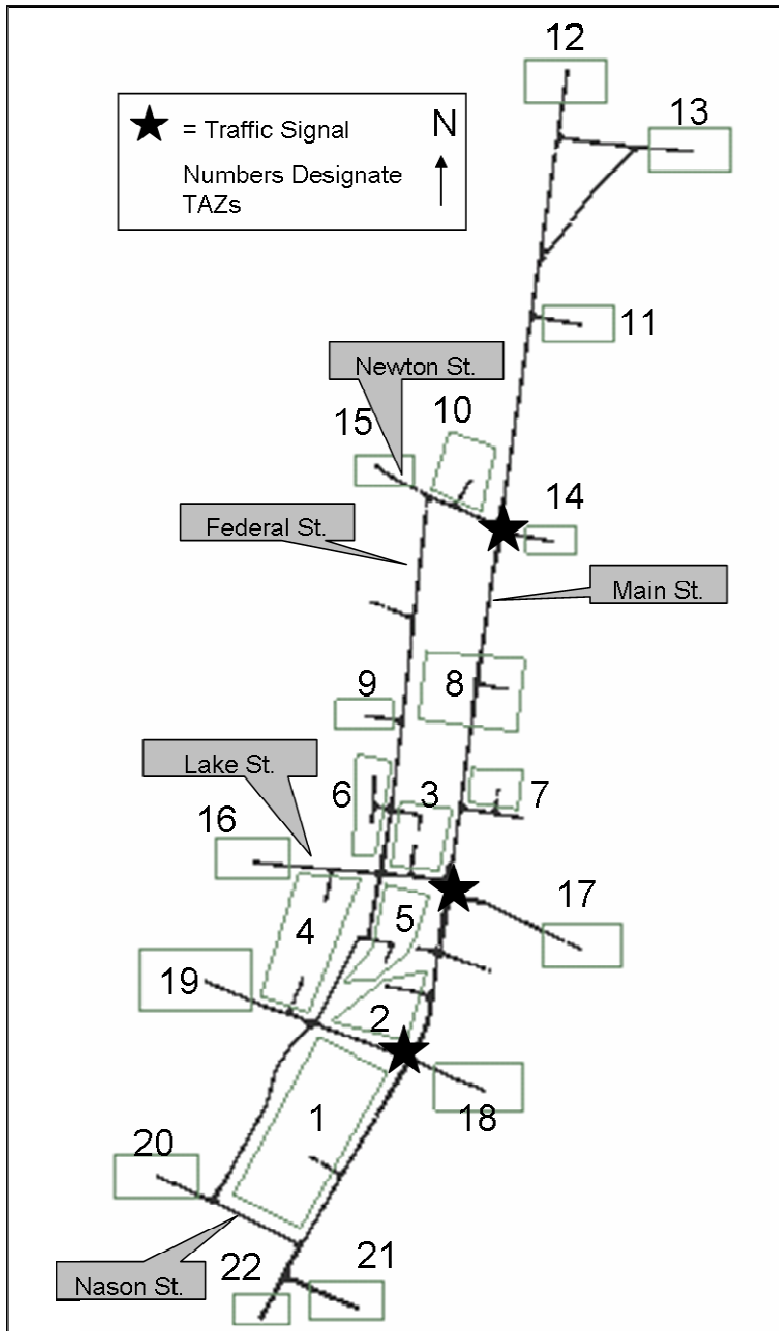 12
13
= Traffic Signal
N
Numbers Designate
TAZs
11
Newton St.
15
10
14
Federal St.
Main St.
9
8
Lake St.
6
3
7
16
5
17
4
19
2
18
1
20
22
21
Nason St.